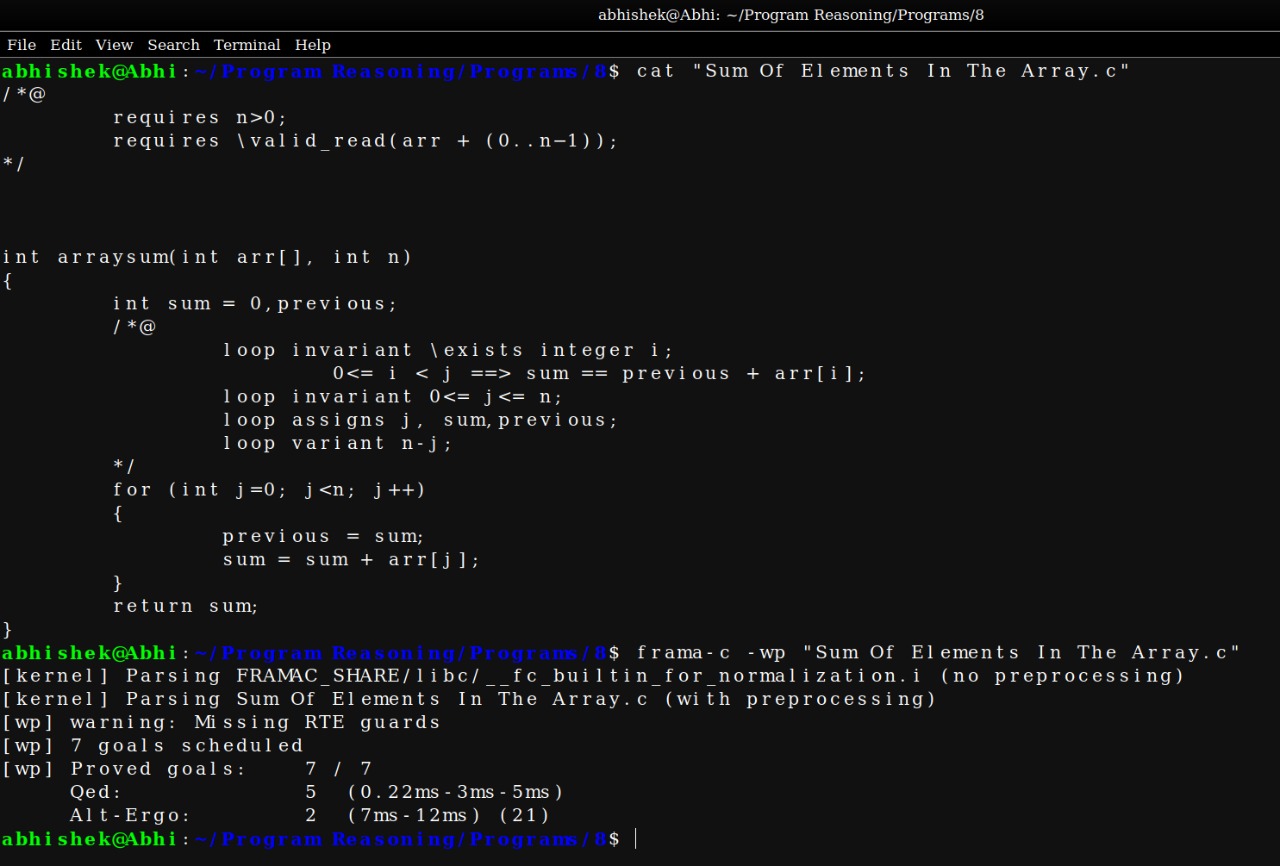 abhishek@Abhi: ~/Program Reasoning/Programs/8
File Edit View Search Terminal Help
abhishek@Abhi:~/Program Reasoning/Programs/8$ cat "Sum Of Elements In The Array.c"
/*@
requires n>0;
requires \valid_read(arr + (0..n-1));
*/
int arraysum(int arr[], int n)
{
int sum = 0,previous;
/*@
loop invariant \exists integer i;
0<= i < j ==> sum == previous + arr[i];
loop invariant 0<= j<= n;
loop assigns j, sum,previous;
loop variant n-j;
*/
for (int j=0; j<n; j++)
{
previous = sum;
sum = sum + arr[j];
}
return sum;
}
abhishek@Abhi:~/Program Reasoning/Programs/8$ frama-c -wp "Sum Of Elements In The Array.c"
[kernel] Parsing FRAMAC_SHARE/libc/__fc_builtin_for_normalization.i (no preprocessing)
[kernel] Parsing Sum Of Elements In The Array.c (with preprocessing)
[wp] warning: Missing RTE guards
[wp] 7 goals scheduled
[wp] Proved goals: 7 / 7
Qed: 5 (0.22ms-3ms-5ms)
Alt-Ergo: 2 (7ms-12ms) (21)
abhishek@Abhi:~/Program Reasoning/Programs/8$